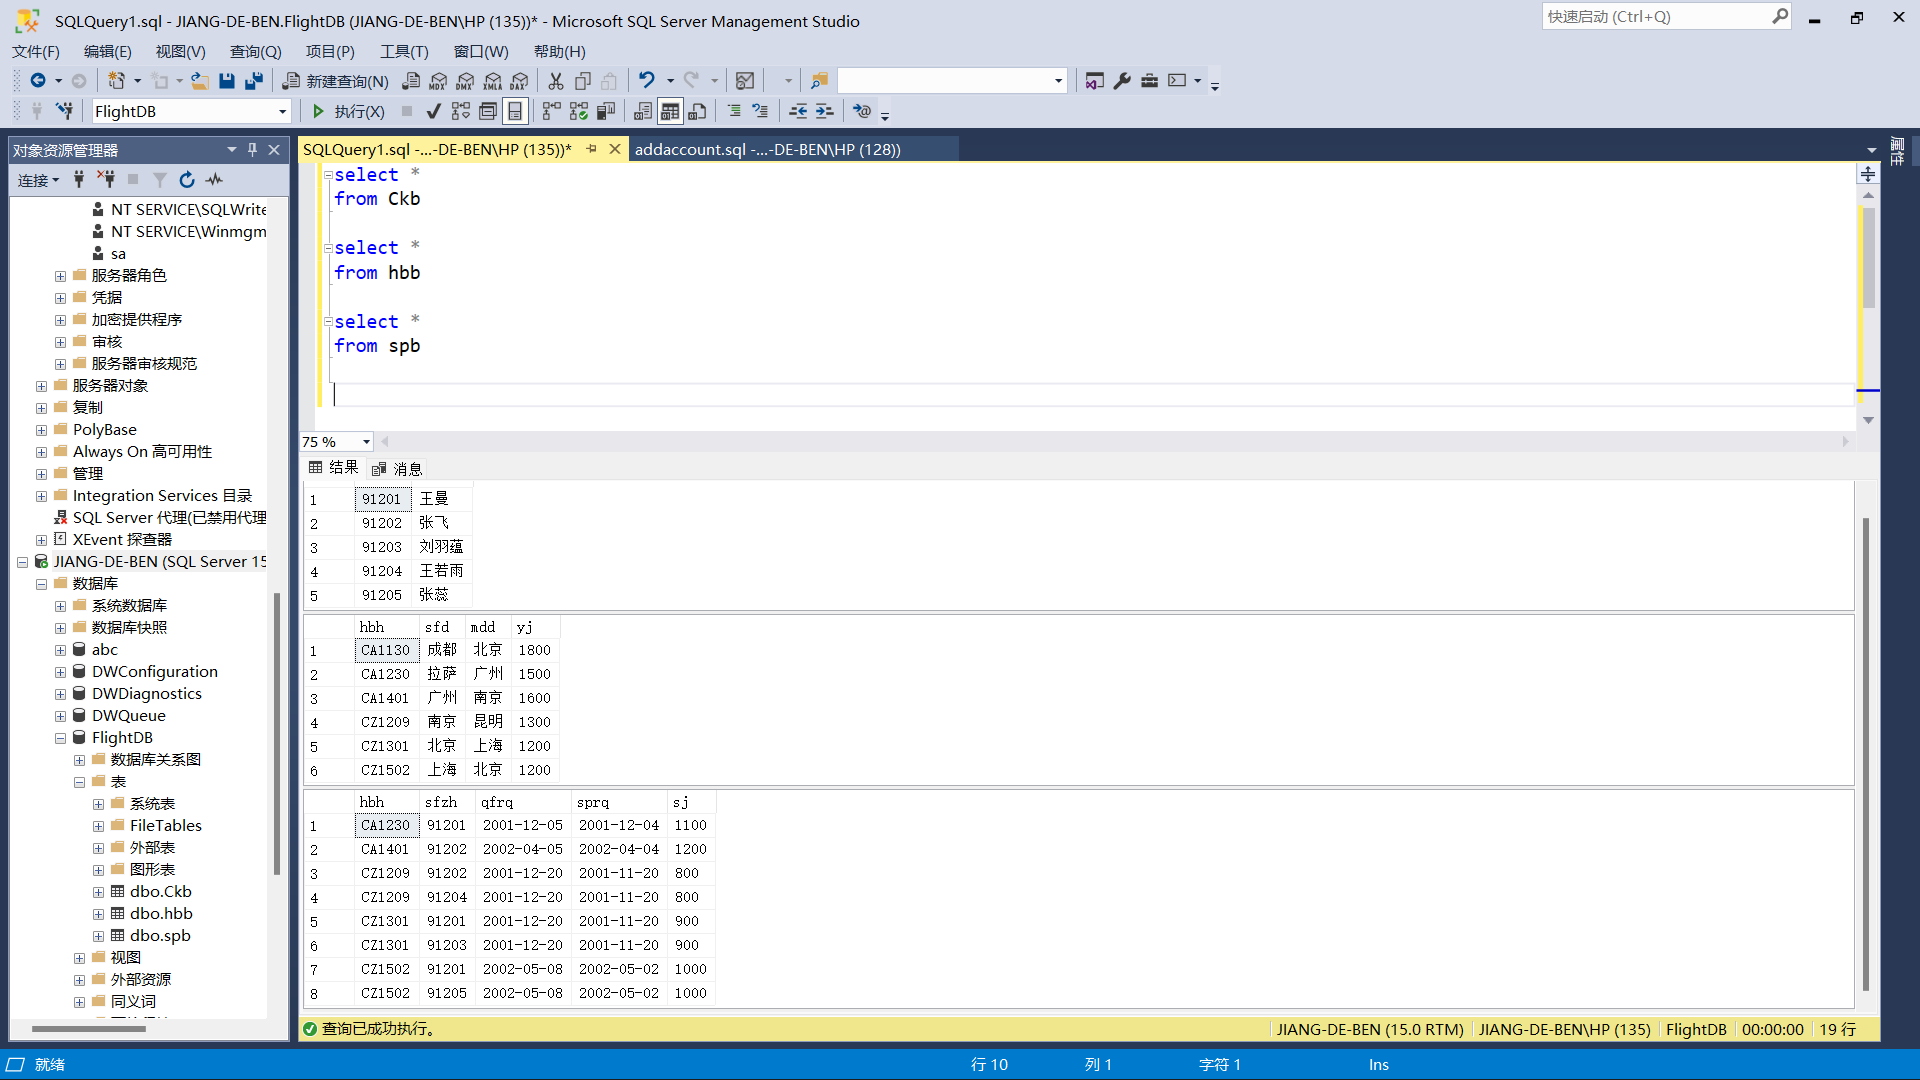 SQLQuery1.sql - JIANG-DE-BEN.FlightDB (JIANG-DE-BEN\HP (135))* - Microsoft SQL Server Management Studio
快速启动 (Ctrl+Q)
文件(F) 编辑(E) 视图(V) 查询(Q) 项目(P) 工具(T) 窗口(W) 帮助(H)
新建查询(N) MDX DMX XMLA DAX
FlightDB 执行(X)
对象资源管理器
连接
NT SERVICE\SQLWrite
NT SERVICE\Winmgm
sa
服务器角色
凭据
加密提供程序
审核
服务器审核规范
服务器对象
复制
PolyBase
Always On 高可用性
管理
Integration Services 目录
SQL Server 代理(已禁用代理
XEvent 探查器
JIANG-DE-BEN (SQL Server 15
数据库
系统数据库
数据库快照
abc
DWConfiguration
DWDiagnostics
DWQueue
FlightDB
数据库关系图
表
系统表
FileTables
外部表
图形表
dbo.Ckb
dbo.hbb
dbo.spb
视图
外部资源
同义词
SQLQuery1.sql -...-DE-BEN\HP (135))* addaccount.sql -...-DE-BEN\HP (128))
属性
select *
from Ckb
select *
from hbb
select *
from spb
75 %
结果 消息
1 91201 王曼
2 91202 张飞
3 91203 刘羽蕴
4 91204 王若雨
5 91205 张蕊
hbh sfd mdd yj
1 CA1130 成都 北京 1800
2 CA1230 拉萨 广州 1500
3 CA1401 广州 南京 1600
4 CZ1209 南京 昆明 1300
5 CZ1301 北京 上海 1200
6 CZ1502 上海 北京 1200
hbh sfzh qfrq sprq sj
1 CA1230 91201 2001-12-05 2001-12-04 1100
2 CA1401 91202 2002-04-05 2002-04-04 1200
3 CZ1209 91202 2001-12-20 2001-11-20 800
4 CZ1209 91204 2001-12-20 2001-11-20 800
5 CZ1301 91201 2001-12-20 2001-11-20 900
6 CZ1301 91203 2001-12-20 2001-11-20 900
7 CZ1502 91201 2002-05-08 2002-05-02 1000
8 CZ1502 91205 2002-05-08 2002-05-02 1000
查询已成功执行。 JIANG-DE-BEN (15.0 RTM) JIANG-DE-BEN\HP (135) FlightDB 00:00:00 19 行
就绪 行 10 列 1 字符 1 Ins